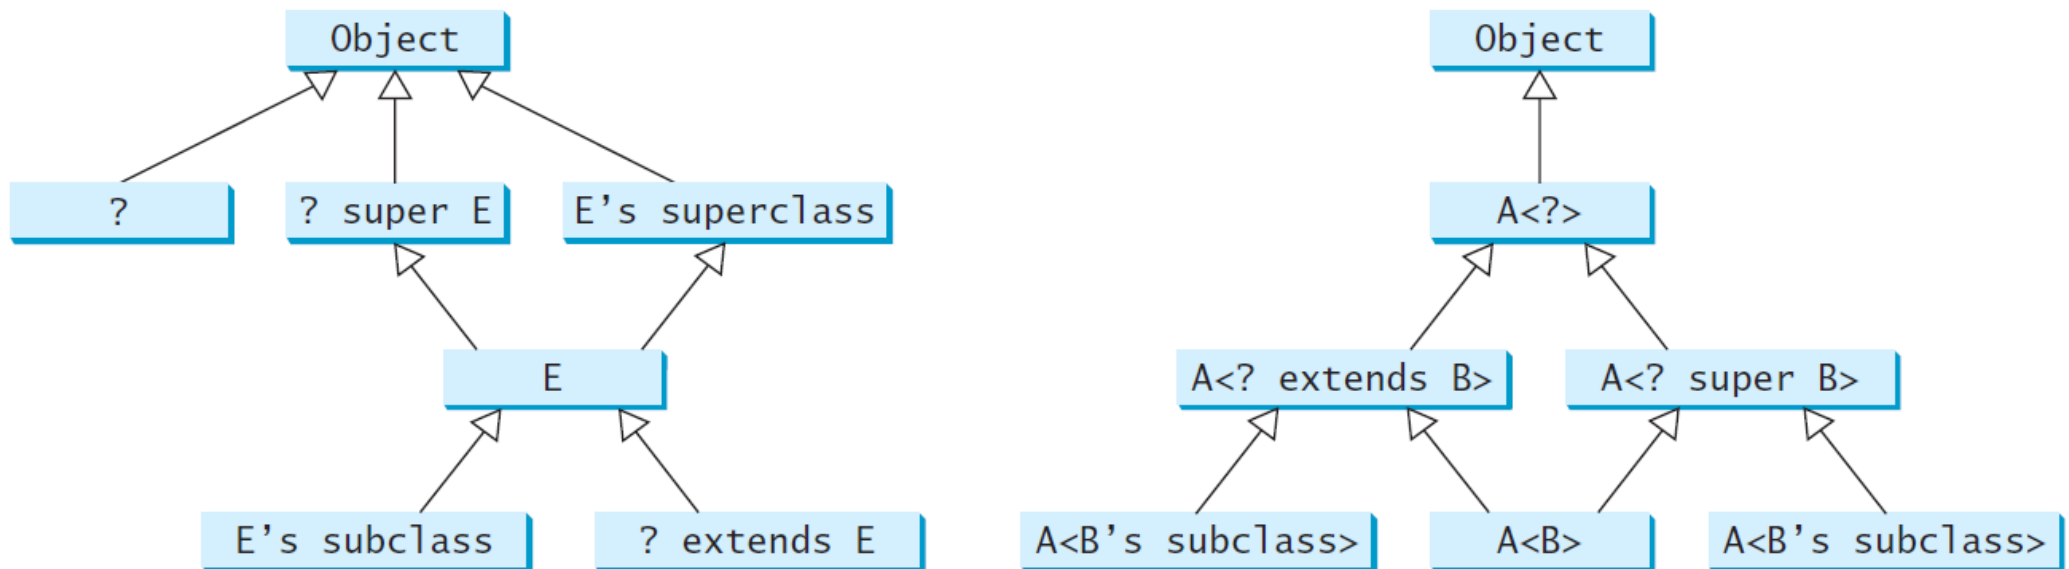 Object
? 
? super E
E’s superclass
E
E’s subclass
? extends E
Object
A<?>
A<? extends B>
A<? super B>
A<B’s subclass>
A<B>
A<B’s subclass>